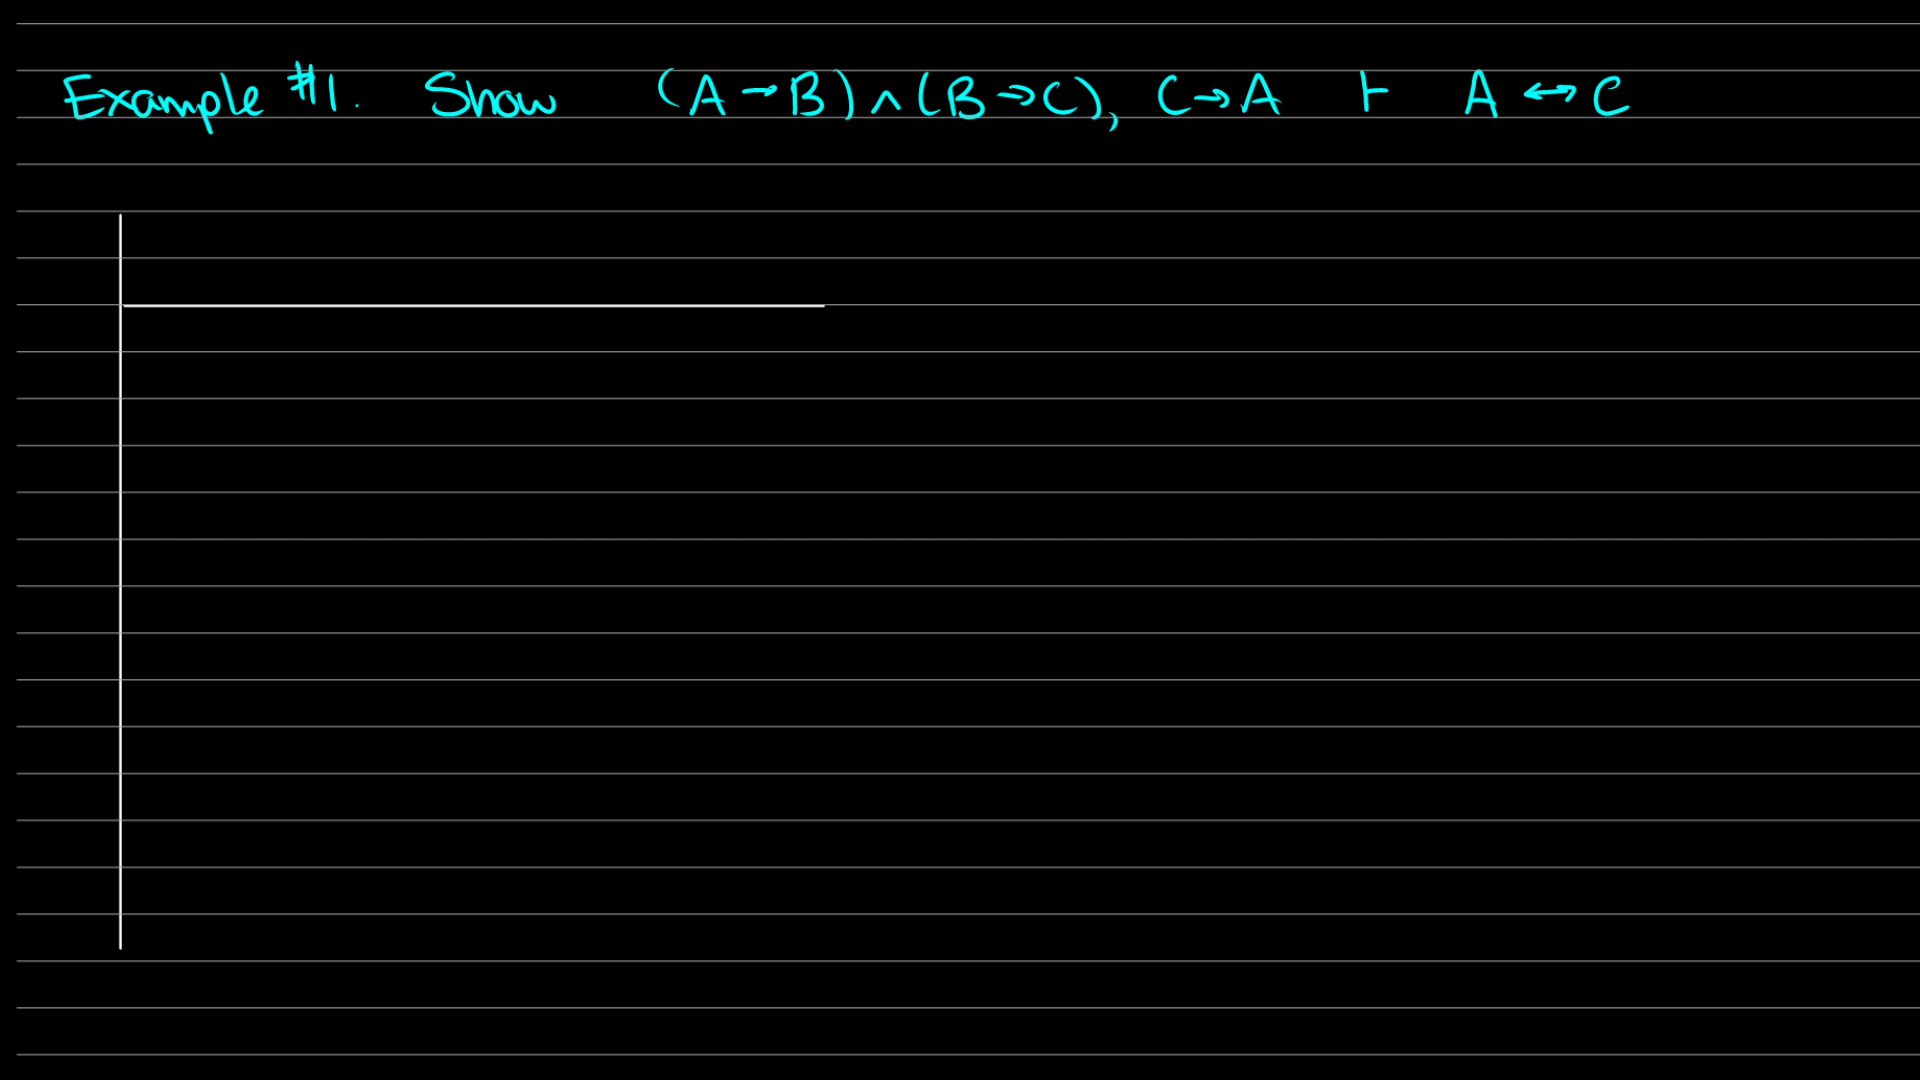 Example #1. Show (A→B)∧(B→C), C→A ⊢ A↔C